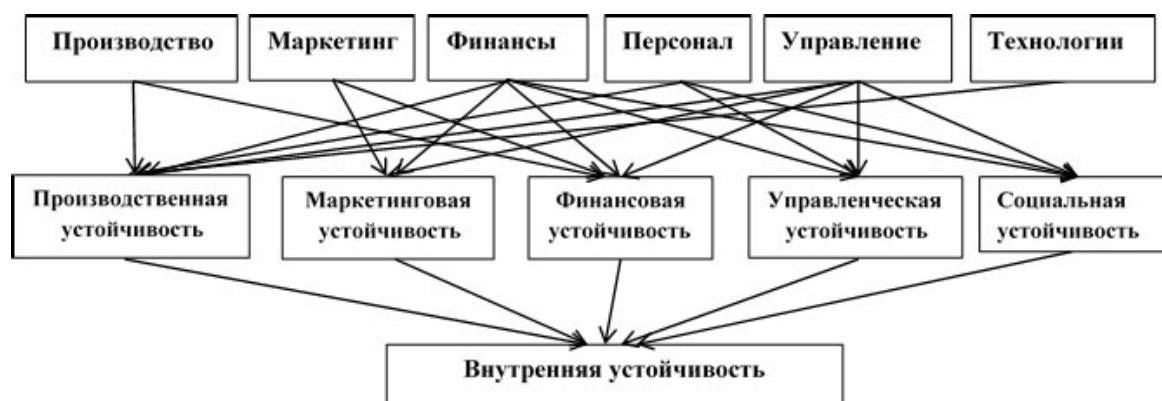 Производство
Маркетинг
Финансы
Персонал
Управление
Технологии
Производственная
устойчивость
Маркетинговая
устойчивость
Финансовая
устойчивость
Управленческая
устойчивость
Социальная
устойчивость
Внутренняя устойчивость